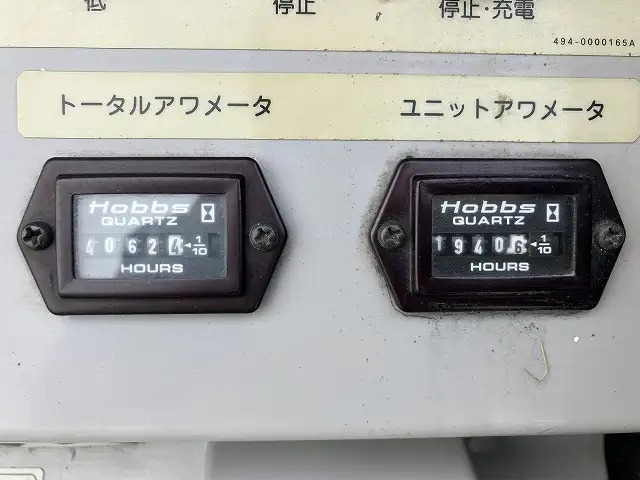 低 停止 停止・充電
494-0000165A
トータルアワメータ ユニットアワメータ
Hobbs
QUARTZ
40624 1/10
HOURS
Hobbs
QUARTZ
19406 1/10
HOURS